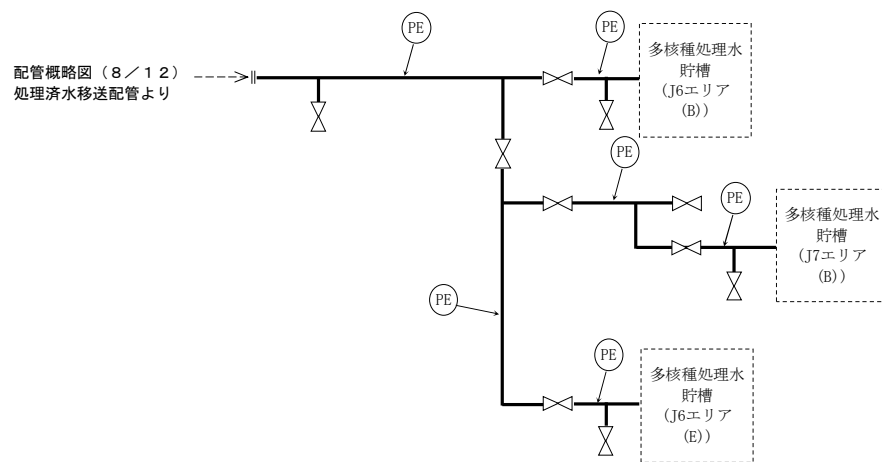 配管概略図（８／１２）
処理済水移送配管より
PE
PE
多核種処理水
貯槽
(J6エリア
(B))
PE
PE
多核種処理水
貯槽
(J7エリア
(B))
PE
PE
多核種処理水
貯槽
(J6エリア
(E))